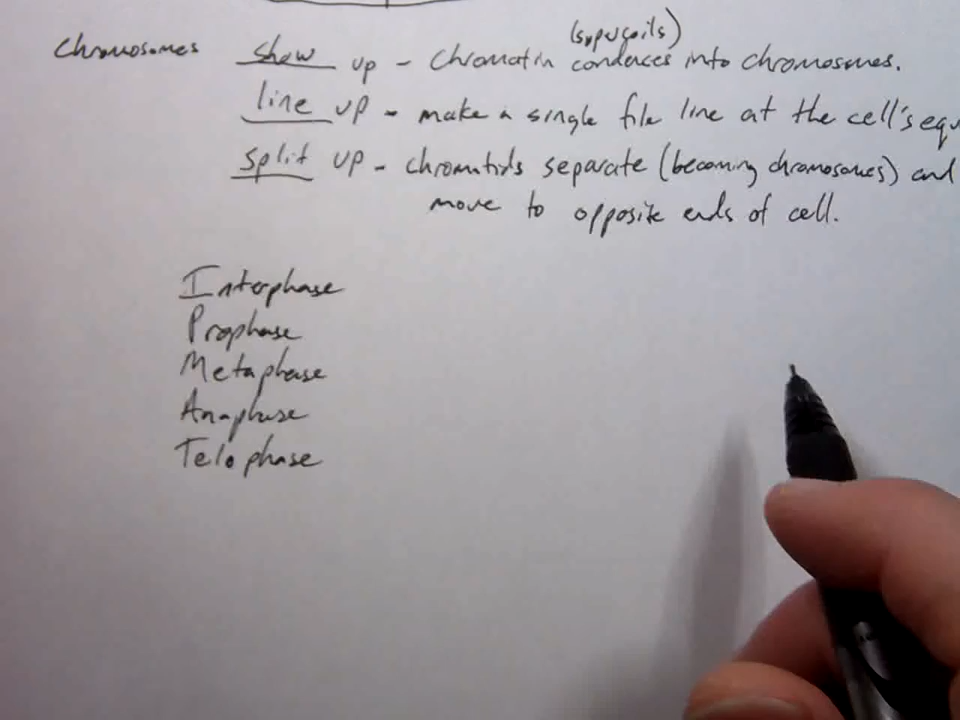 (supercoils)
Chromosomes show up - Chromatin condenses into chromosomes.
line up - make a single file line at the cell's equ
split up - chromatids separate (becoming chromosomes) and
move to opposite ends of cell.
Interphase
Prophase
Metaphase
Anaphase
Telophase